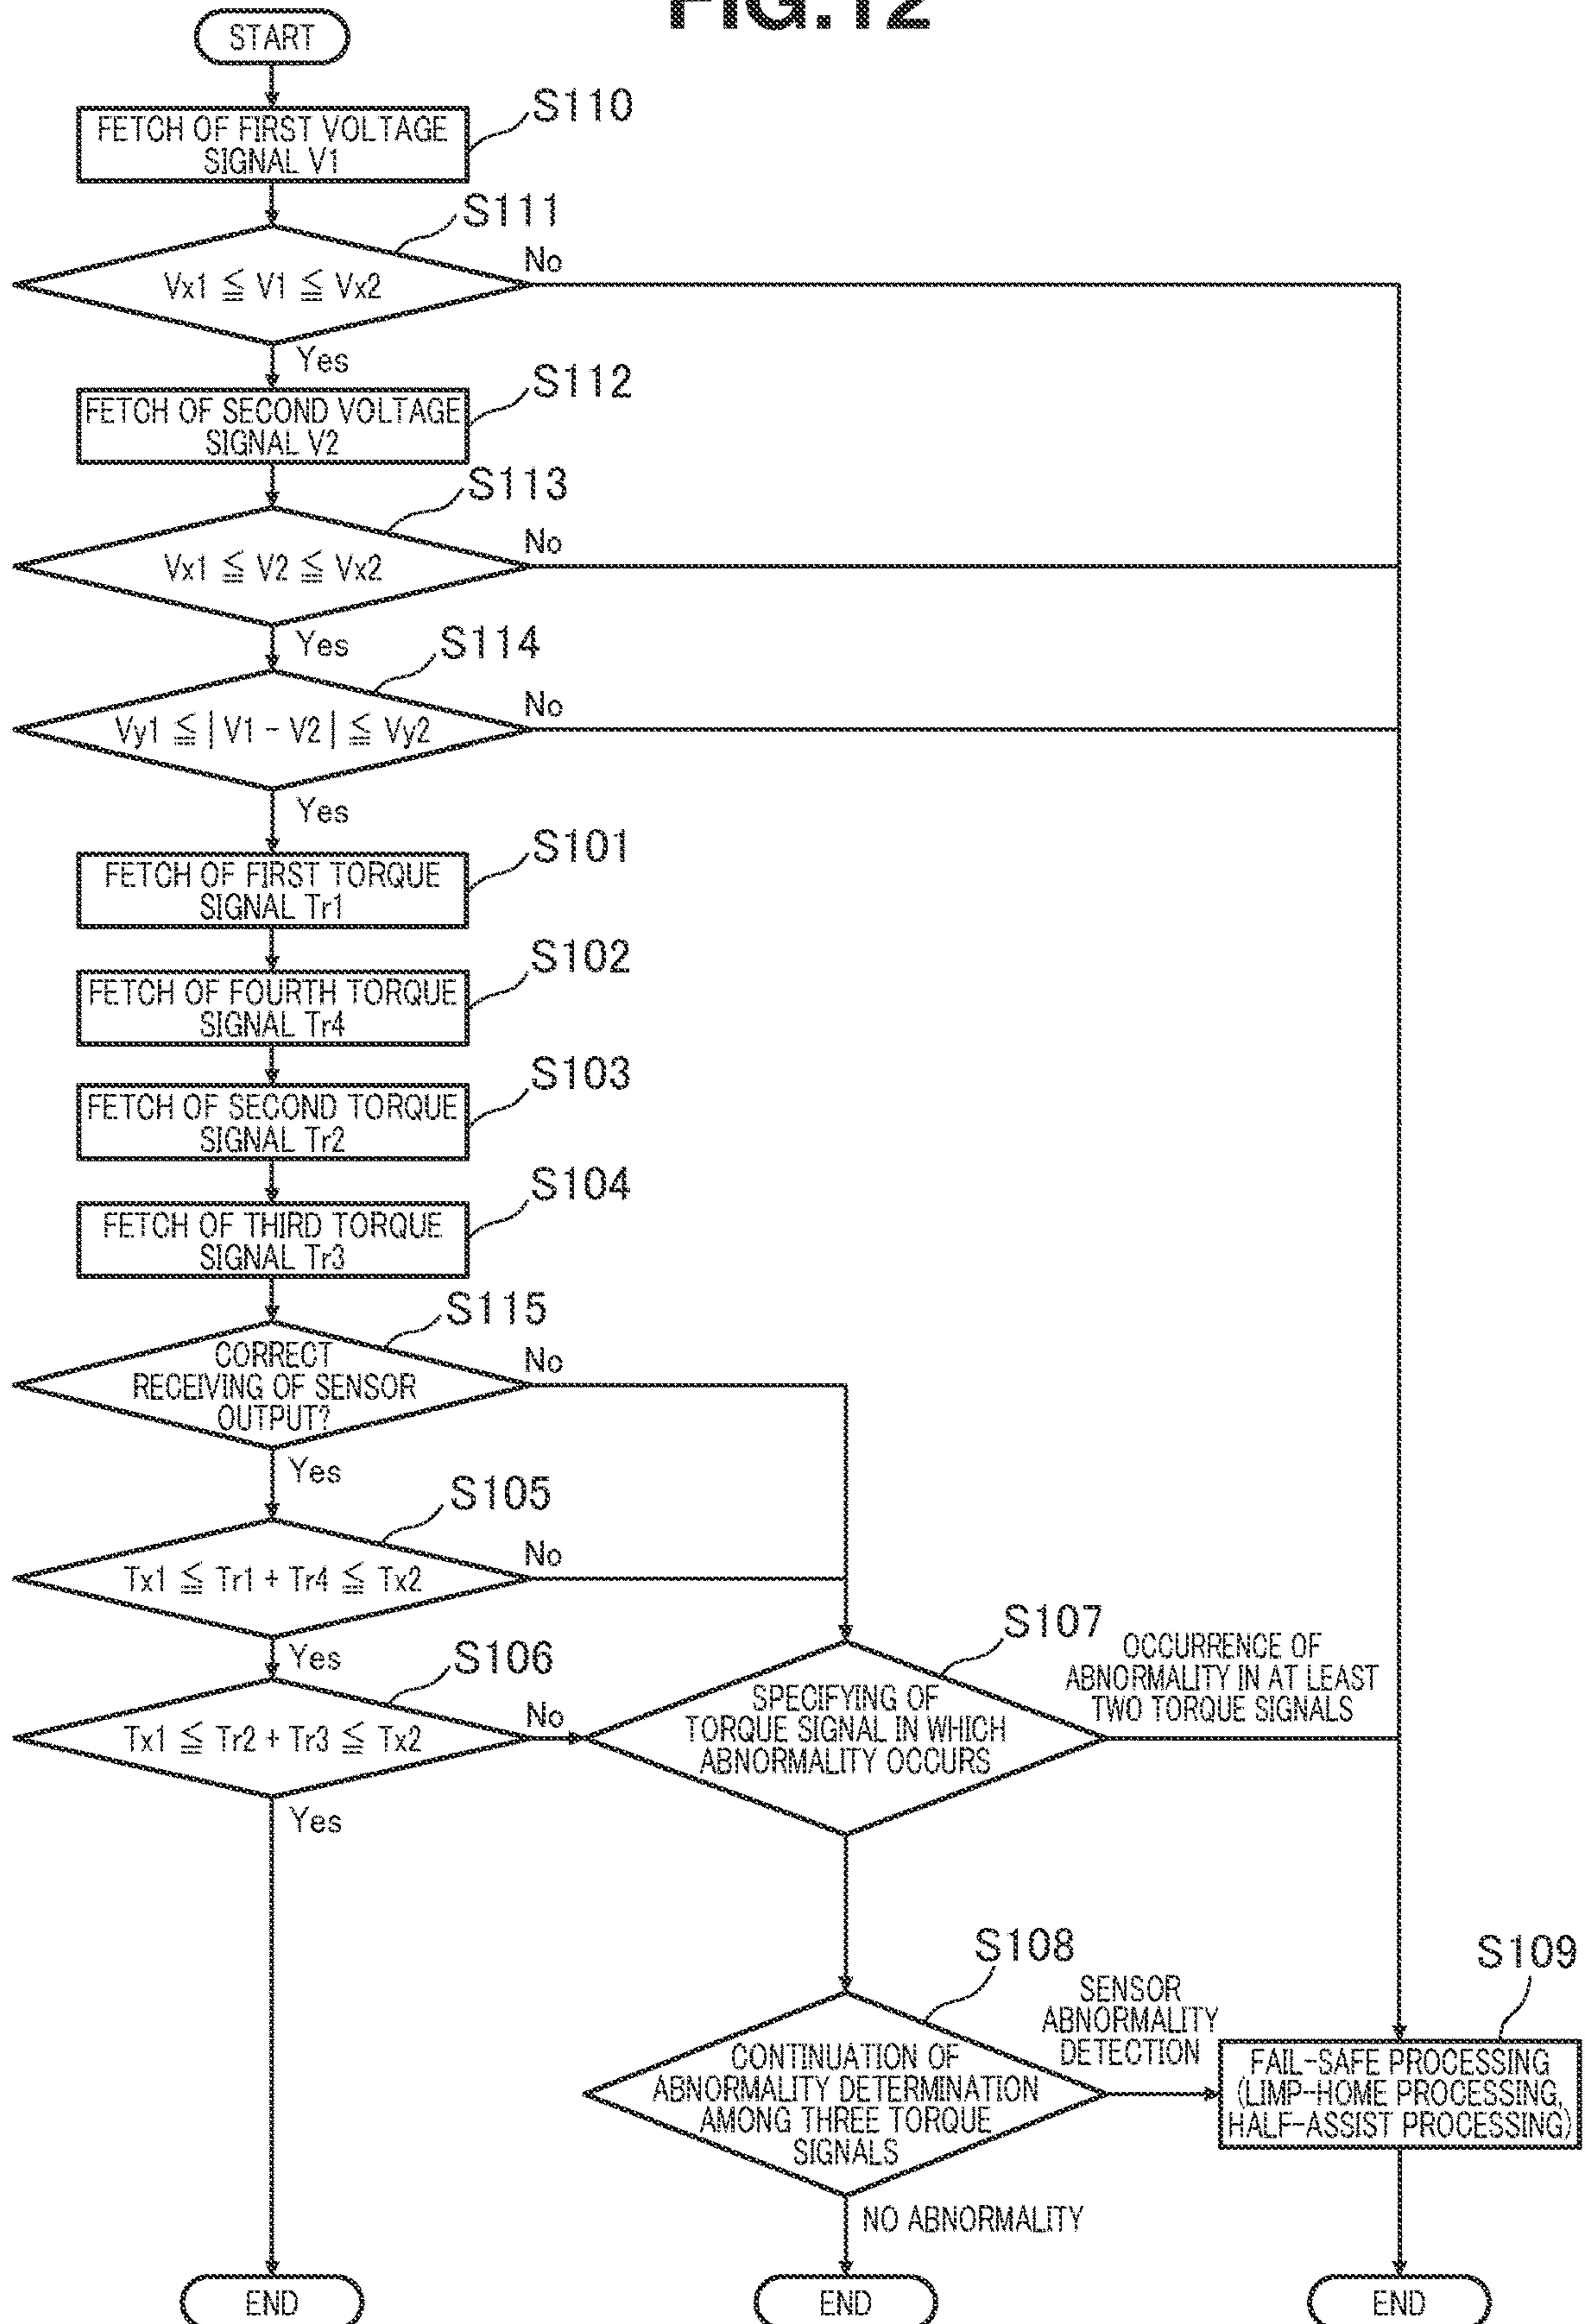 FIG.12
START
FETCH OF FIRST VOLTAGE
SIGNAL V1
S110
S111
Vx1 ≦ V1 ≦ Vx2
No
Yes
FETCH OF SECOND VOLTAGE
SIGNAL V2
S112
S113
Vx1 ≦ V2 ≦ Vx2
No
Yes
S114
Vy1 ≦ | V1 - V2 | ≦ Vy2
No
Yes
FETCH OF FIRST TORQUE
SIGNAL Tr1
S101
FETCH OF FOURTH TORQUE
SIGNAL Tr4
S102
FETCH OF SECOND TORQUE
SIGNAL Tr2
S103
FETCH OF THIRD TORQUE
SIGNAL Tr3
S104
S115
CORRECT
RECEIVING OF SENSOR
OUTPUT?
No
Yes
S105
Tx1 ≦ Tr1 + Tr4 ≦ Tx2
No
Yes
S106
Tx1 ≦ Tr2 + Tr3 ≦ Tx2
No
Yes
S107
SPECIFYING OF
TORQUE SIGNAL IN WHICH
ABNORMALITY OCCURS
OCCURRENCE OF
ABNORMALITY IN AT LEAST
TWO TORQUE SIGNALS
S108
CONTINUATION OF
ABNORMALITY DETERMINATION
AMONG THREE TORQUE
SIGNALS
SENSOR
ABNORMALITY
DETECTION
NO ABNORMALITY
S109
FAIL-SAFE PROCESSING
(LIMP-HOME PROCESSING,
HALF-ASSIST PROCESSING)
END
END
END